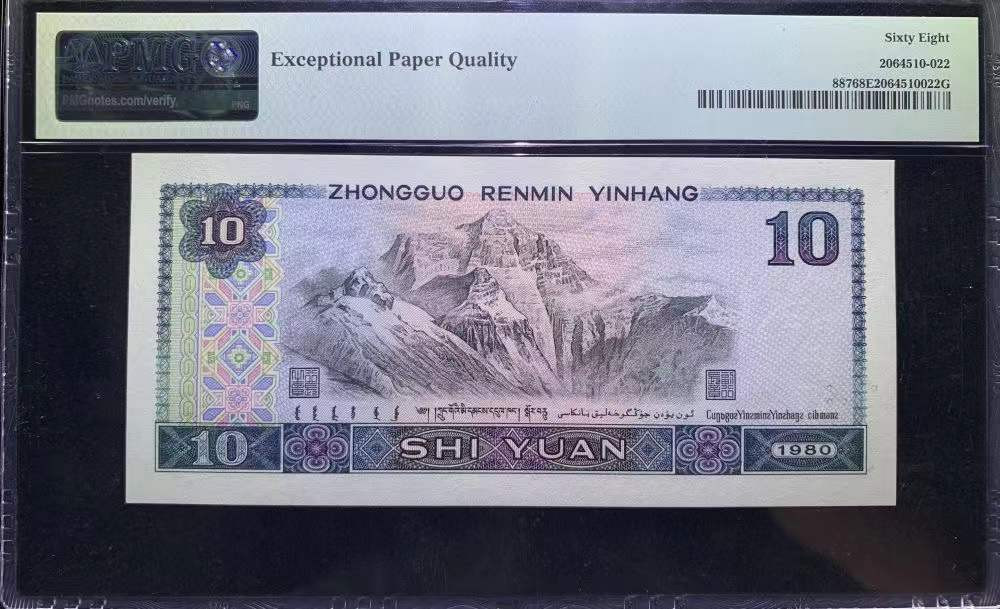 PMG
Exceptional Paper Quality
Sixty Eight
2064510-022
88768E2064510022G
PMGnotes.com/verify
PNG
ZHONGGUO RENMIN YINHANG
10
10
10
SHI YUAN
1980